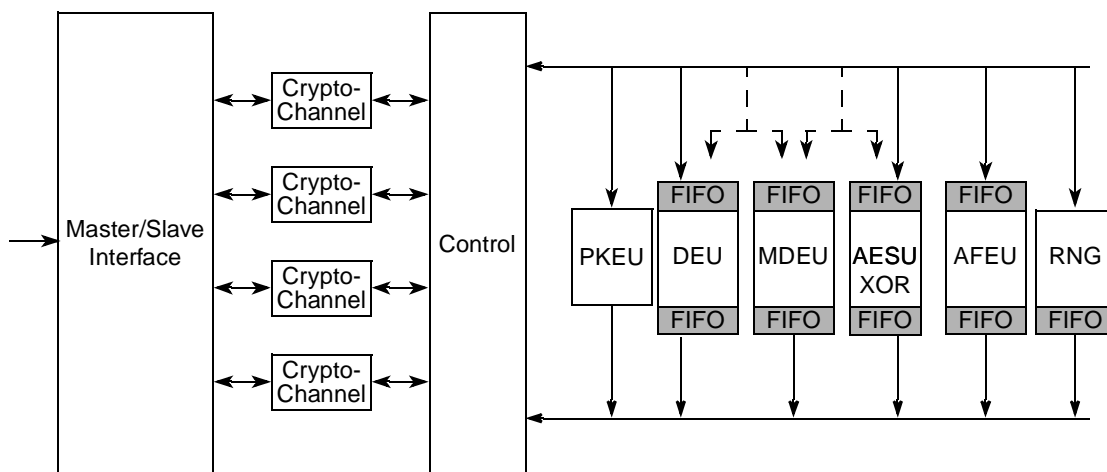 Crypto-
Channel
Crypto-
Channel
Crypto-
Channel
Crypto-
Channel
Master/Slave
Interface
Control
FIFO
FIFO
FIFO
FIFO
PKEU
DEU
MDEU
AESU
XOR
AFEU
RNG
FIFO
FIFO
FIFO
FIFO
FIFO